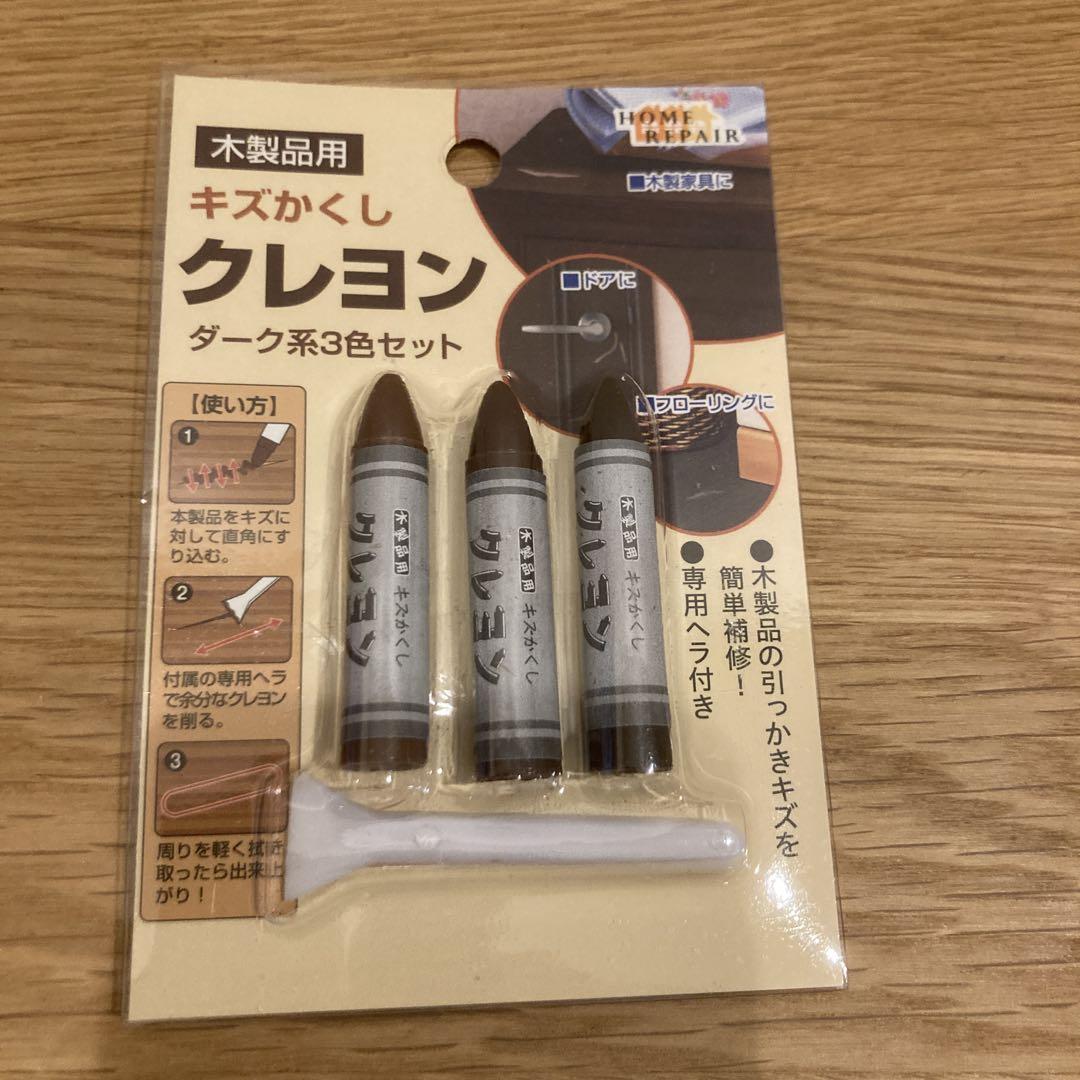 木製品用
キズかくし
クレヨン
ダーク系3色セット
HOME
REPAIR
■木製家具に
■ドアに
■フローリングに
【使い方】
1
本製品をキズに
対して直角にす
り込む。
2
付属の専用ヘラ
で余分なクレヨン
を削る。
3
周りを軽く拭き
取ったら出来上
がり!
木製品用 キズかくし
クレヨン
木製品用 キズかくし
クレヨン
木製品用 キズかくし
クレヨン
●木製品の引っかきキズを
簡単補修!
●専用ヘラ付き